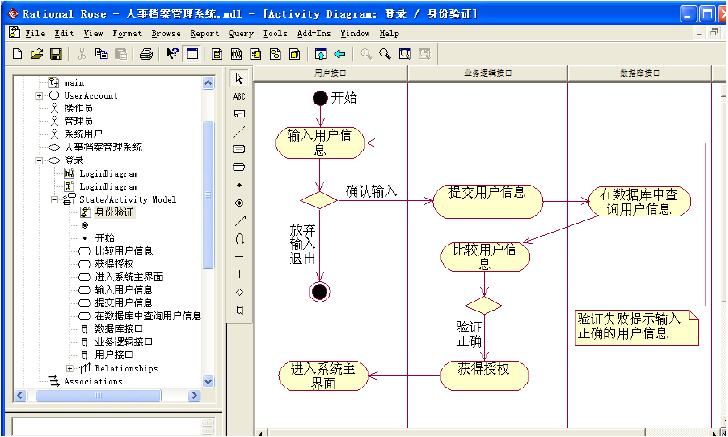 Rational Rose - 人事档案管理系统.mdl - [Activity Diagram: 登录 / 身份验证]
File Edit View Format Browse Report Query Tools Add-Ins Window Help
main
UserAccount
操作员
管理员
系统用户
人事档案管理系统
登录
LoginDiagram
LoginDiagram
State/Activity Model
身份验证
开始
比较用户信息
获得授权
进入系统主界面
输入用户信息
提交用户信息
在数据库中查询用户信息
数据库接口
业务逻辑接口
用户接口
Relationships
Associations
ABC
用户接口
业务逻辑接口
数据库接口
开始
输入用户信
息
确认输入
提交用户信息
在数据库中查
询用户信息
放弃
输入
退出
比较用户信
息
验证
正确
验证失败提示输入
正确的用户信息
进入系统主
界面
获得授权